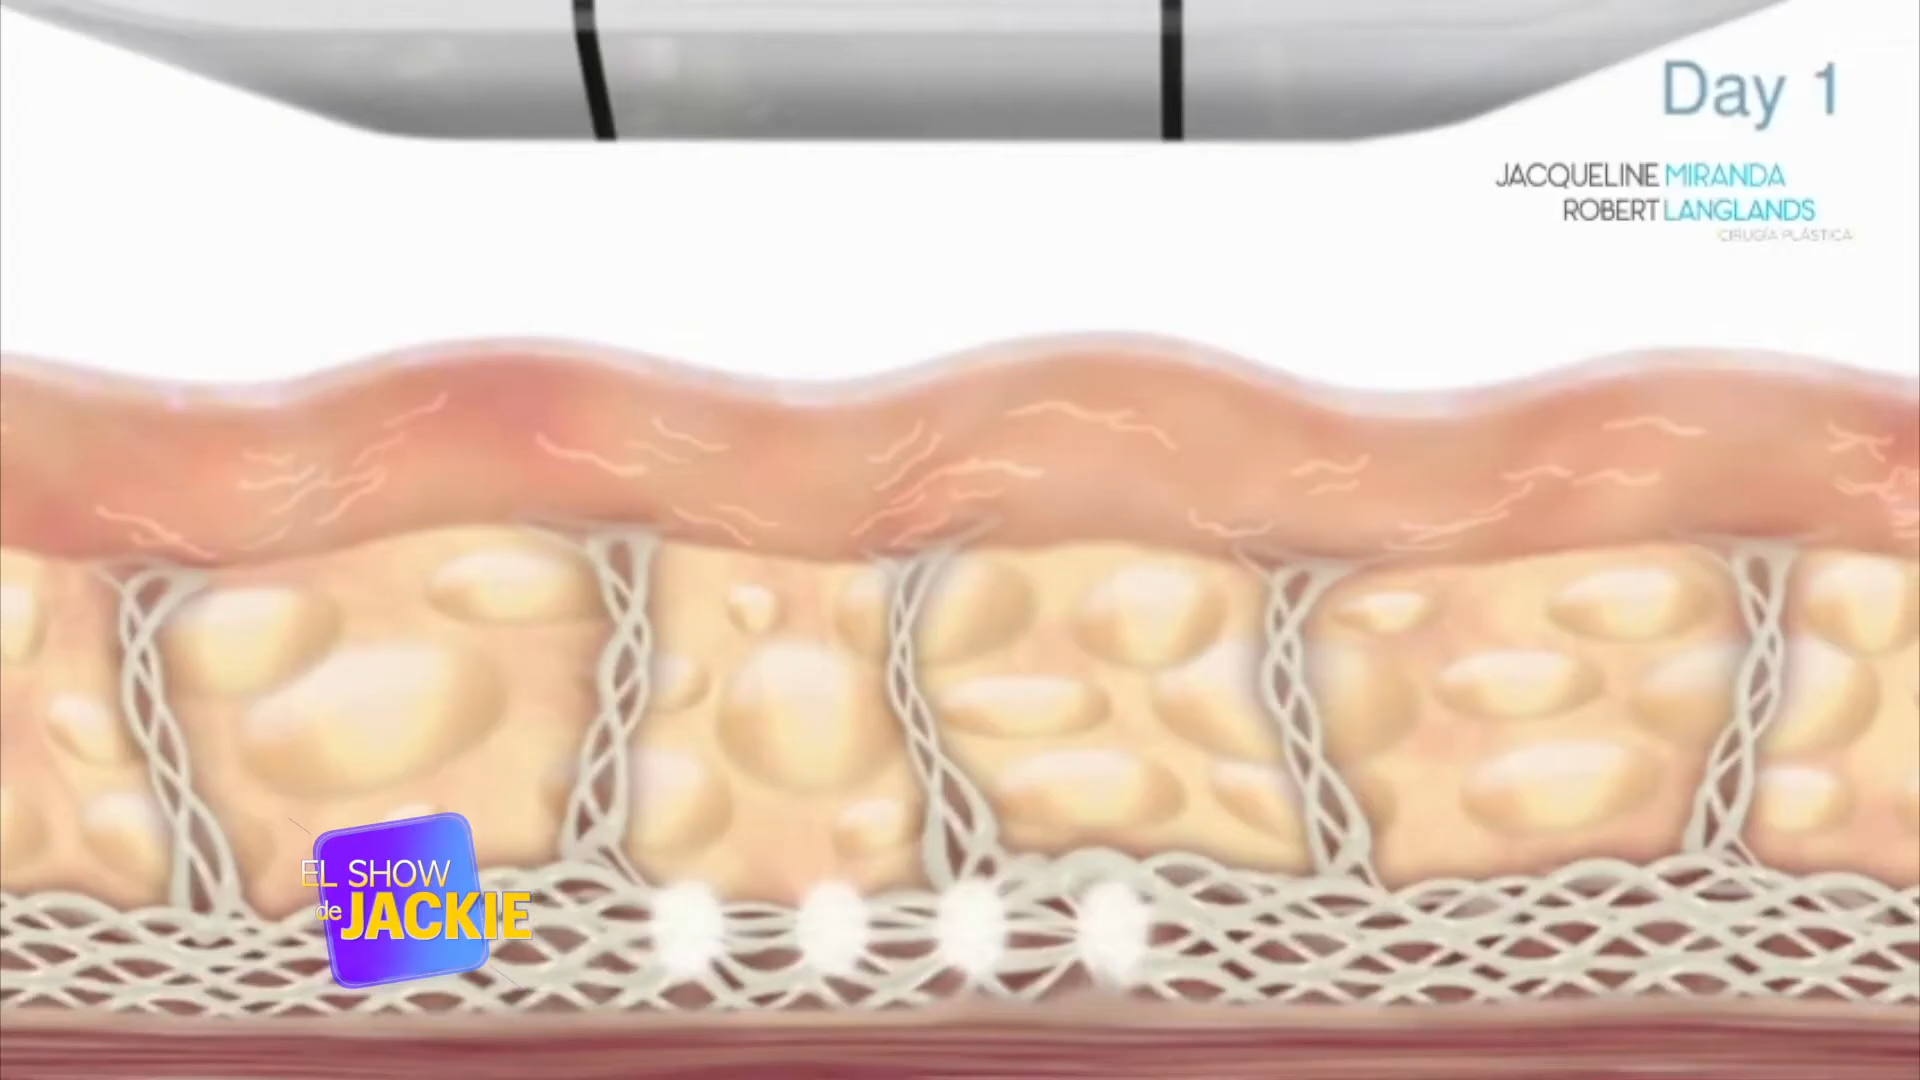 Day 1
JACQUELINE MIRANDA
ROBERT LANGLANDS
CIRUGÍA PLÁSTICA
EL SHOW
de JACKIE